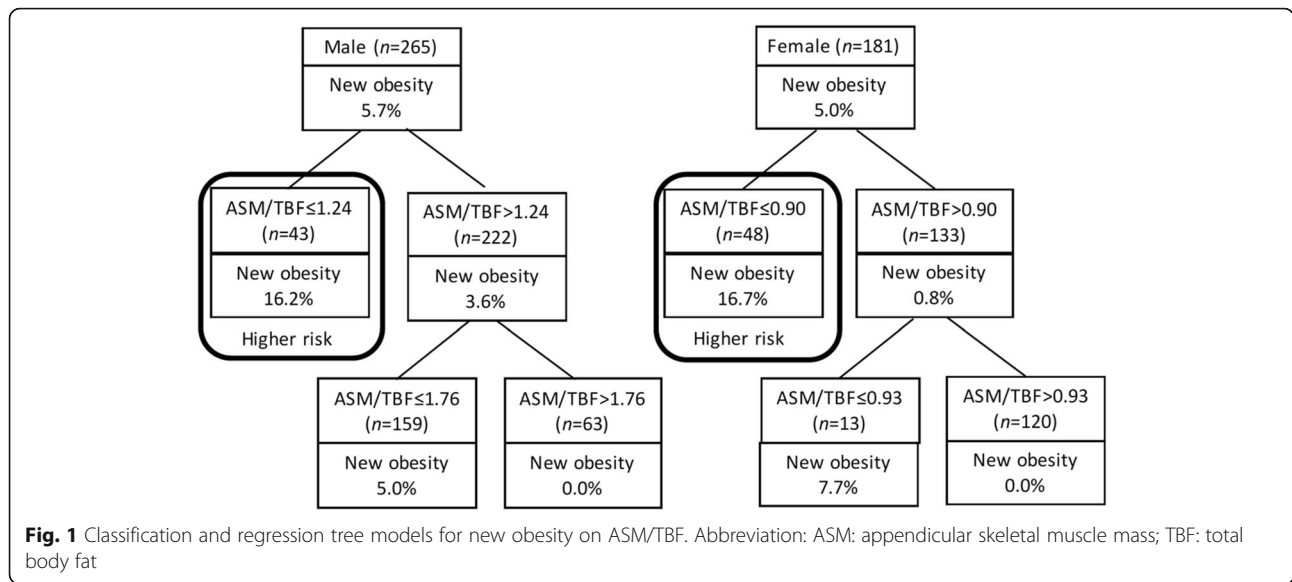 Male (n=265)
New obesity
5.7%
ASM/TBF≤1.24
(n=43)
New obesity
16.2%
Higher risk
ASM/TBF>1.24
(n=222)
New obesity
3.6%
ASM/TBF≤1.76
(n=159)
New obesity
5.0%
ASM/TBF>1.76
(n=63)
New obesity
0.0%
Female (n=181)
New obesity
5.0%
ASM/TBF≤0.90
(n=48)
New obesity
16.7%
Higher risk
ASM/TBF>0.90
(n=133)
New obesity
0.8%
ASM/TBF≤0.93
(n=13)
New obesity
7.7%
ASM/TBF>0.93
(n=120)
New obesity
0.0%
Fig. 1 Classification and regression tree models for new obesity on ASM/TBF. Abbreviation: ASM: appendicular skeletal muscle mass; TBF: total
body fat